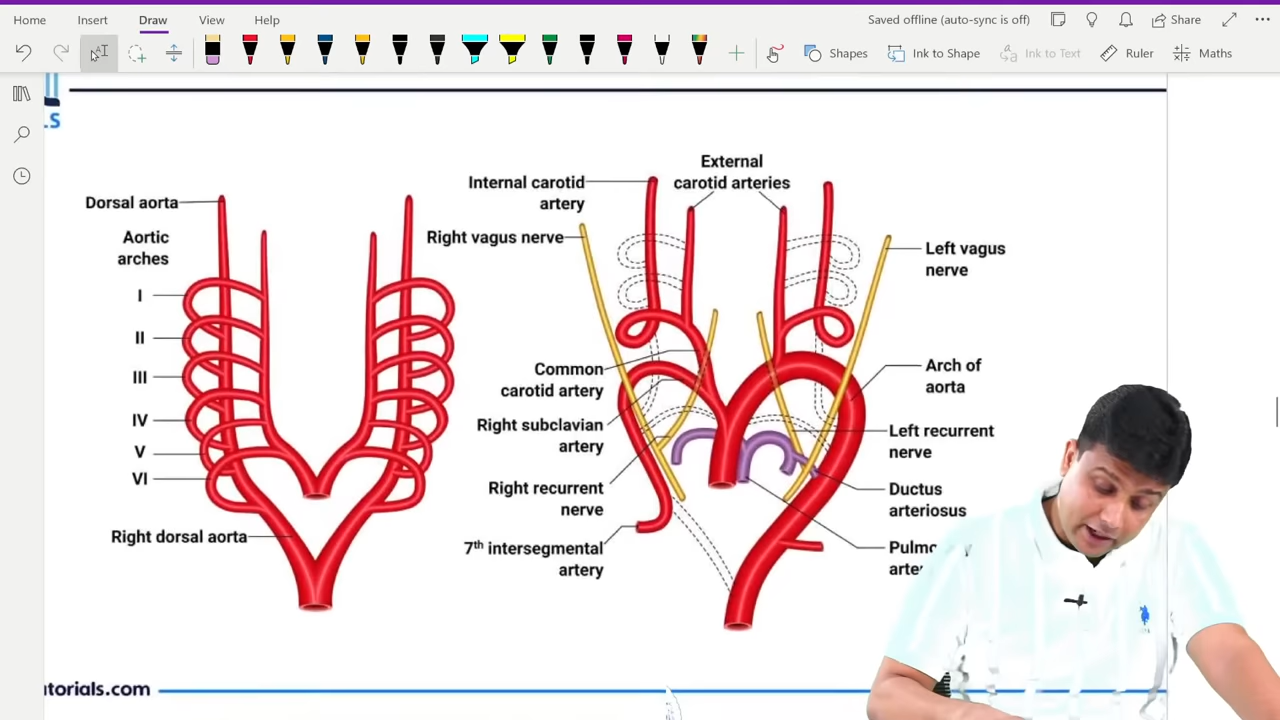 Home
Insert
Draw
View
Help
Saved offline (auto-sync is off)
Share
Shapes
Ink to Shape
Ink to Text
Ruler
Maths
LS
Dorsal aorta
Aortic
arches
I
II
III
IV
V
VI
Right dorsal aorta
Internal carotid
artery
External
carotid arteries
Right vagus nerve
Left vagus
nerve
Common
carotid artery
Arch of
aorta
Right subclavian
artery
Left recurrent
nerve
Right recurrent
nerve
Ductus
arteriosus
7th intersegmental
artery
utorials.com